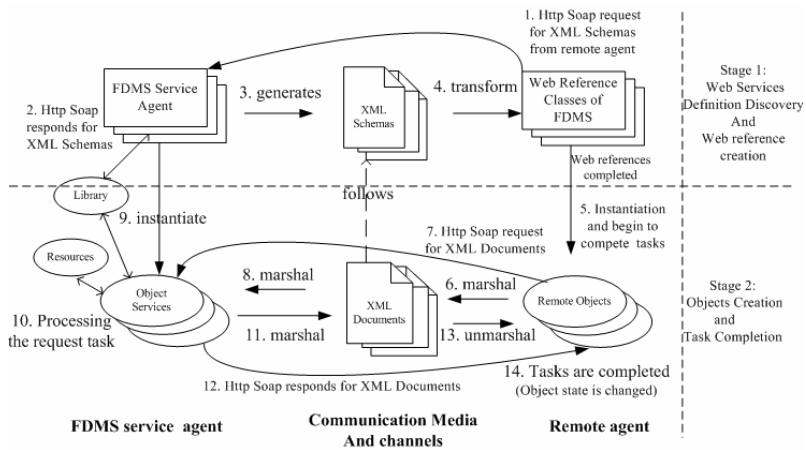 1. Http Soap request
for XML Schemas
from remote agent
Stage 1:
Web Services
Definition Discovery
And
Web reference
creation
2. Http Soap
responds for
XML Schemas
FDMS Service
Agent
3. generates
XML
Schemas
4. transform
Web Reference
Classes of
FDMS
Web references
completed
follows
Library
9. instantiate
7. Http Soap request
for XML Documents
5. Instantiation
and begin to
compete tasks
Resources
Object
Services
8. marshal
XML
Documents
6. marshal
Remote Objects
Stage 2:
Objects Creation
and
Task Completion
10. Processing
the request task
11. marshal
13. unmarshal
12. Http Soap responds for XML Documents
14. Tasks are completed
(Object state is changed)
FDMS service agent
Communication Media
And channels
Remote agent